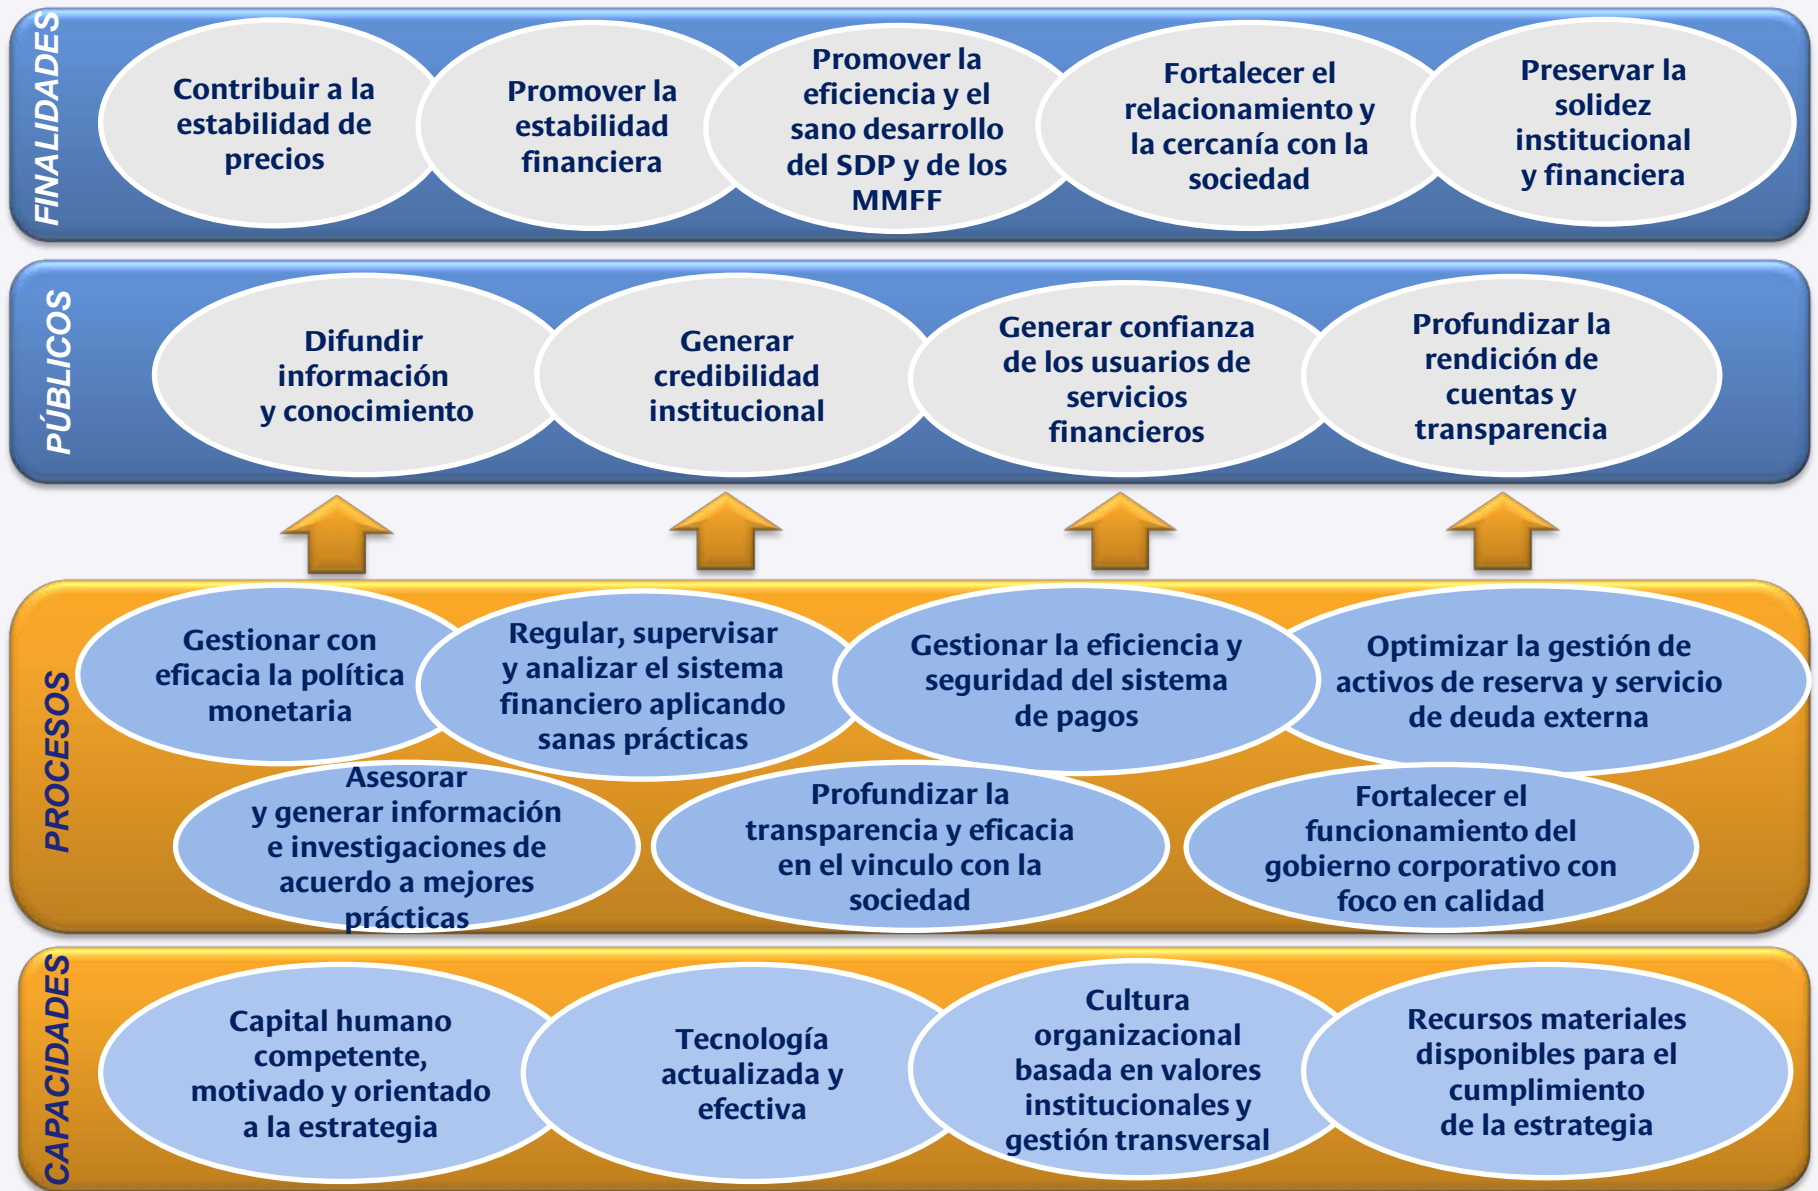 FINALIDADES
Contribuir a la
estabilidad de
precios
Promover la
estabilidad
financiera
Promover la
eficiencia y el
sano desarrollo
del SDP y de los
MMFF
Fortalecer el
relacionamiento y
la cercanía con la
sociedad
Preservar la
solidez
institucional
y financiera
PÚBLICOS
Difundir
información
y conocimiento
Generar
credibilidad
institucional
Generar confianza
de los usuarios de
servicios
financieros
Profundizar la
rendición de
cuentas y
transparencia
PROCESOS
Gestionar con
eficacia la política
monetaria
Regular, supervisar
y analizar el sistema
financiero aplicando
sanas prácticas
Gestionar la eficiencia y
seguridad del sistema
de pagos
Optimizar la gestión de
activos de reserva y servicio
de deuda externa
Asesorar
y generar información
e investigaciones de
acuerdo a mejores
prácticas
Profundizar la
transparencia y eficacia
en el vinculo con la
sociedad
Fortalecer el
funcionamiento del
gobierno corporativo con
foco en calidad
CAPACIDADES
Capital humano
competente,
motivado y orientado
a la estrategia
Tecnología
actualizada y
efectiva
Cultura
organizacional
basada en valores
institucionales y
gestión transversal
Recursos materiales
disponibles para el
cumplimiento
de la estrategia